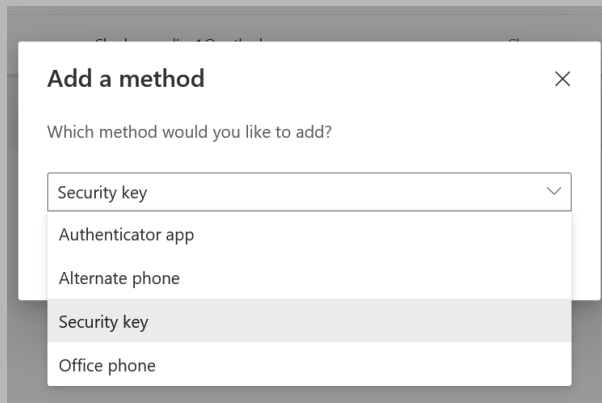 Add a method
Which method would you like to add?
Security key
Authenticator app
Alternate phone
Security key
Office phone